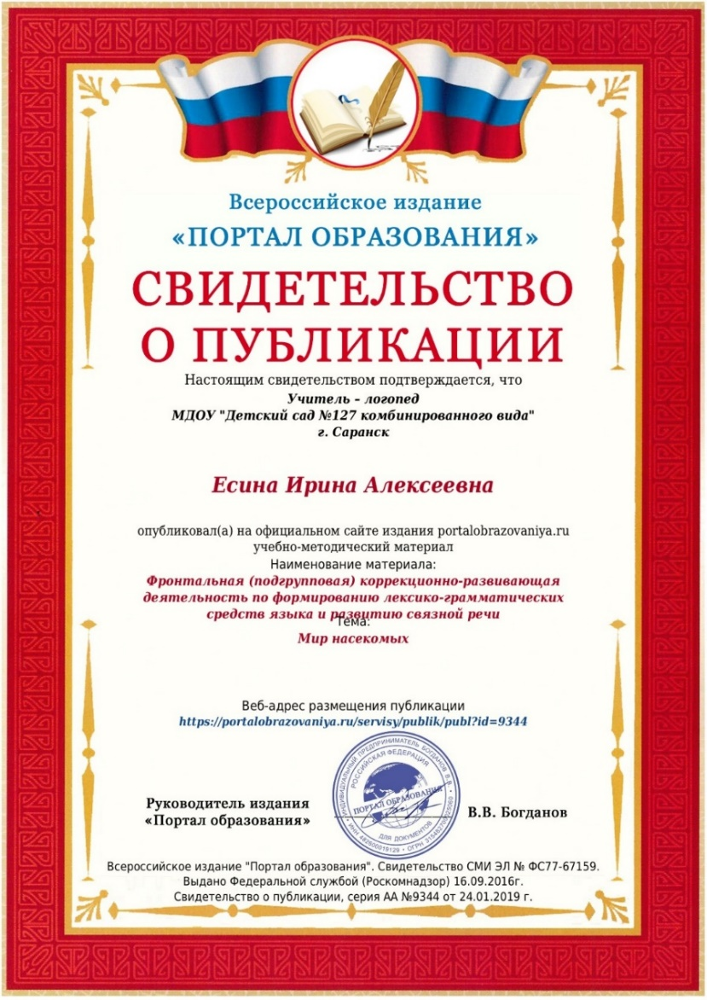 Всероссийское издание
«ПОРТАЛ ОБРАЗОВАНИЯ»
СВИДЕТЕЛЬСТВО
О ПУБЛИКАЦИИ
Настоящим свидетельством подтверждается, что
Учитель – логопед
МДОУ "Детский сад №127 комбинированного вида"
г. Саранск
Есина Ирина Алексеевна
опубликовал(а) на официальном сайте издания portalobrazovaniya.ru
учебно-методический материал
Наименование материала:
Фронтальная (подгрупповая) коррекционно-развивающая
деятельность по формированию лексико-грамматических
средств языка и развитию связной речи
Тема:
Мир насекомых
Веб-адрес размещения публикации
https://portalobrazovaniya.ru/servisy/publik/publ?id=9344
ИНДИВИДУАЛЬНЫЙ ПРЕДПРИНИМАТЕЛЬ БОГДАНОВ В.В.
РОССИЙСКАЯ ФЕДЕРАЦИЯ
ПОРТАЛ ОБРАЗОВАНИЯ
ДЛЯ ДОКУМЕНТОВ
Руководитель издания
«Портал образования»
В.В. Богданов
Всероссийское издание "Портал образования". Свидетельство СМИ ЭЛ № ФС77-67159.
Выдано Федеральной службой (Роскомнадзор) 16.09.2016г.
Свидетельство о публикации, серия АА №9344 от 24.01.2019 г.